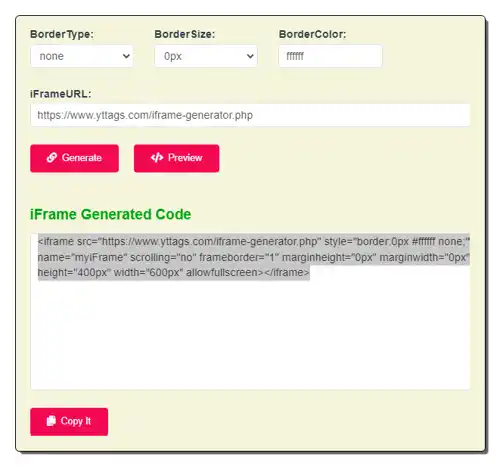 BorderType: BorderSize: BorderColor:
none 0px ffffff
iFrameURL:
https://www.yttags.com/iframe-generator.php
Generate Preview
iFrame Generated Code
<iframe src="https://www.yttags.com/iframe-generator.php" style="border:0px #ffffff none;"
name="myiFrame" scrolling="no" frameborder="1" marginheight="0px" marginwidth="0px"
height="400px" width="600px" allowfullscreen></iframe>
Copy It